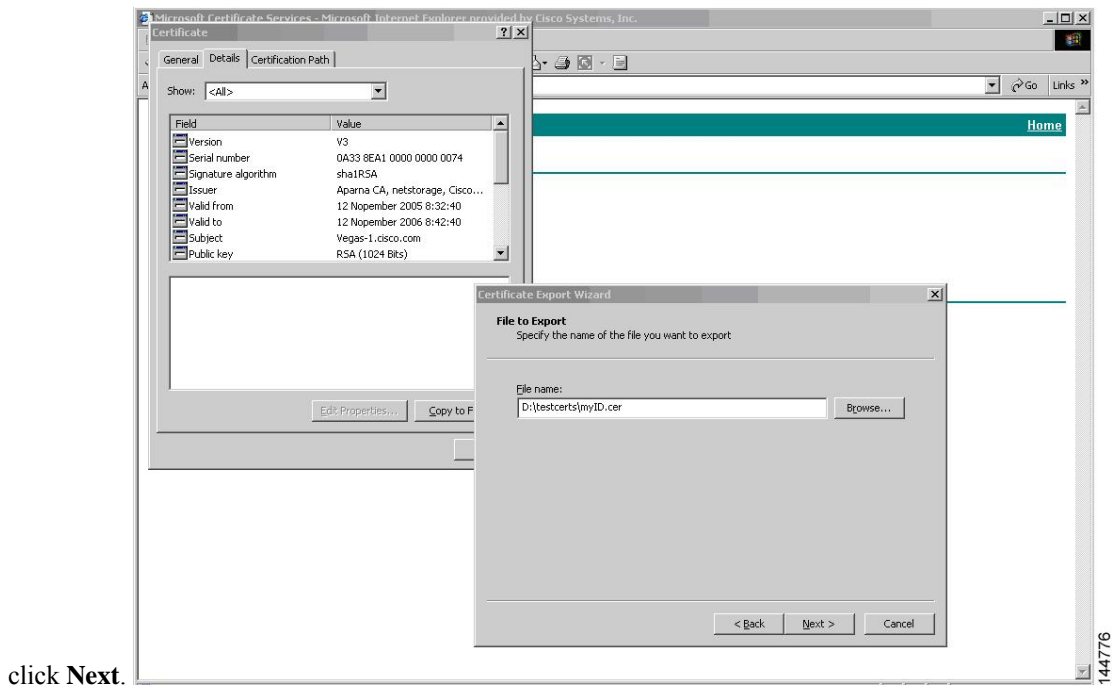 Microsoft Certificate Services - Microsoft Internet Explorer provided by Cisco Systems, Inc.
Certificate
General Details Certification Path
Go Links »
Show: <All>
Home
Field Value
Version V3
Serial number 0A33 8EA1 0000 0000 0074
Signature algorithm sha1RSA
Issuer Aparna CA, netstorage, Cisco...
Valid from 12 Nopember 2005 8:32:40
Valid to 12 Nopember 2006 8:42:40
Subject Vegas-1.cisco.com
Public key RSA (1024 Bits)
Edit Properties... Copy to F
Certificate Export Wizard
File to Export
Specify the name of the file you want to export
File name:
D:\testcerts\myID.cer Browse...
< Back Next > Cancel
click Next.
144776